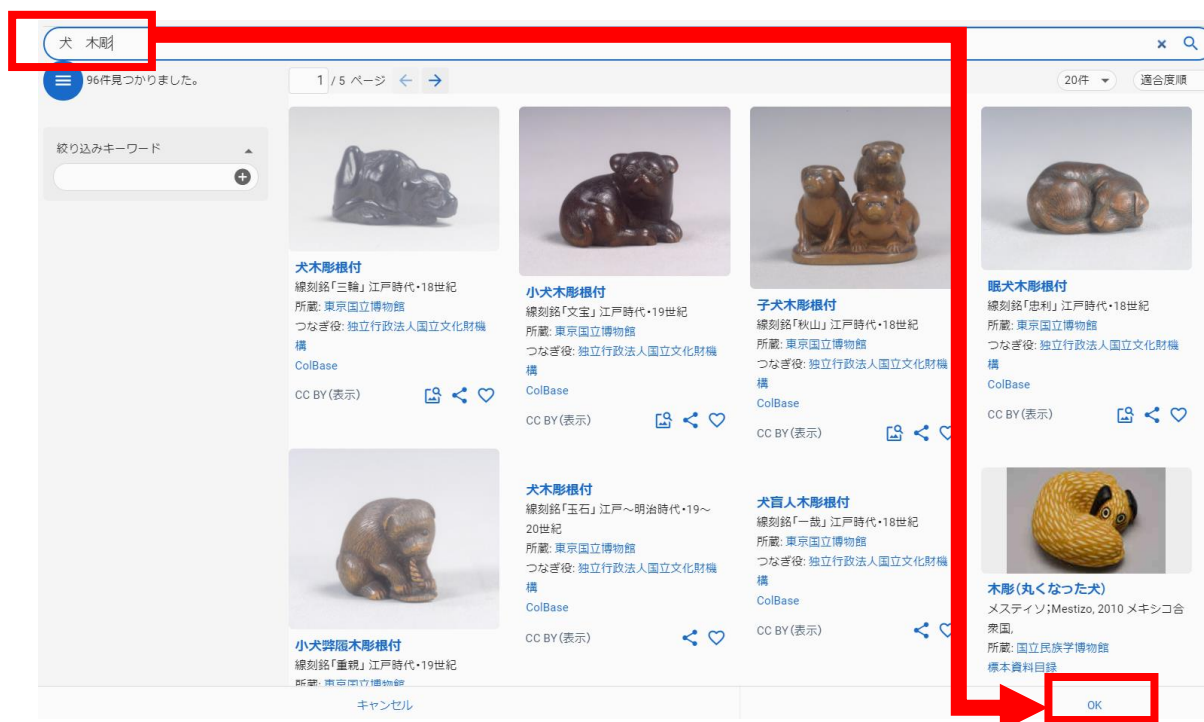 犬 木彫
96件見つかりました。
1 / 5 ページ
20件
適合度順
絞り込みキーワード
犬木彫根付
線刻銘「三輪」 江戸時代・18世紀
所蔵: 東京国立博物館
つなぎ役: 独立行政法人国立文化財機
構
ColBase
CC BY(表示)
小犬木彫根付
線刻銘「文宝」 江戸時代・19世紀
所蔵: 東京国立博物館
つなぎ役: 独立行政法人国立文化財機
構
ColBase
CC BY(表示)
子犬木彫根付
線刻銘「秋山」 江戸時代・18世紀
所蔵: 東京国立博物館
つなぎ役: 独立行政法人国立文化財機
構
ColBase
CC BY(表示)
眠犬木彫根付
線刻銘「忠利」 江戸時代・18世紀
所蔵: 東京国立博物館
つなぎ役: 独立行政法人国立文化財機
構
ColBase
CC BY(表示)
小犬弊履木彫根付
線刻銘「重親」 江戸時代・19世紀
所蔵: 東京国立博物館
犬木彫根付
線刻銘「玉石」 江戸～明治時代・19～
20世紀
所蔵: 東京国立博物館
つなぎ役: 独立行政法人国立文化財機
構
ColBase
CC BY(表示)
犬盲人木彫根付
線刻銘「一哉」 江戸時代・18世紀
所蔵: 東京国立博物館
つなぎ役: 独立行政法人国立文化財機
構
ColBase
CC BY(表示)
木彫(丸くなった犬)
メスティソ;Mestizo, 2010 メキシコ合
衆国,
所蔵: 国立民族学博物館
標本資料目録
キャンセル
OK